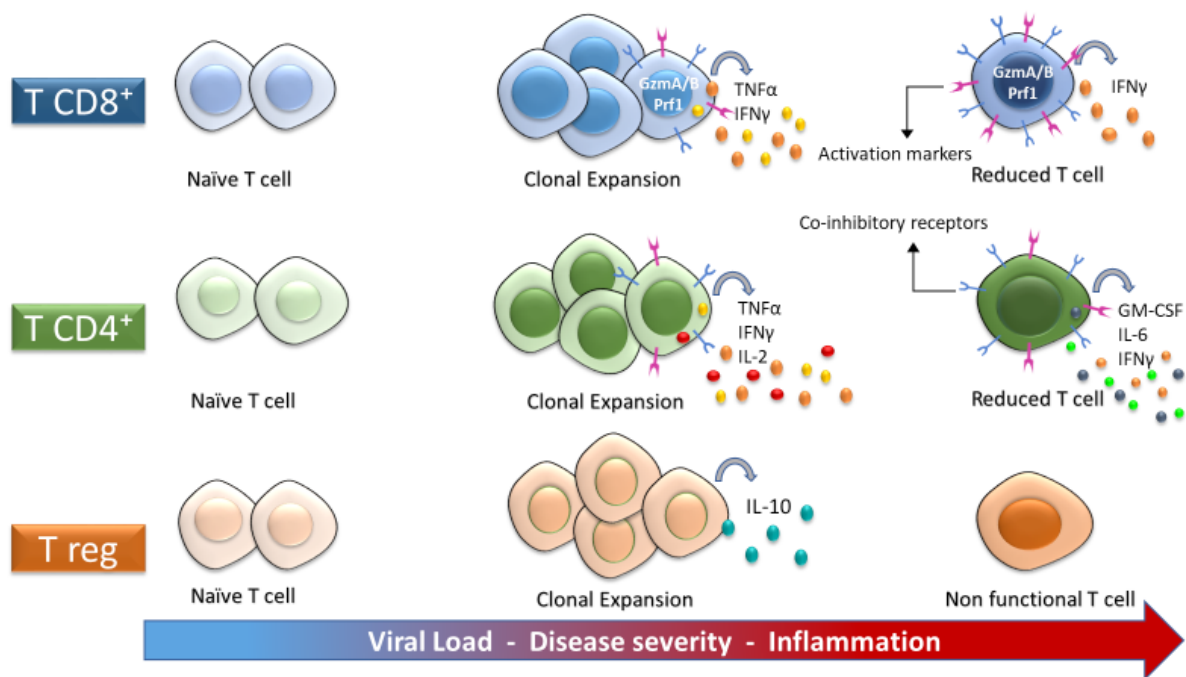 T CD8⁺
GzmA/B
Prf1
TNFα
IFNγ
GzmA/B
Prf1
IFNγ
Activation markers
Naïve T cell
Clonal Expansion
Reduced T cell
Co-inhibitory receptors
T CD4⁺
TNFα
IFNγ
IL-2
GM-CSF
IL-6
IFNγ
Naïve T cell
Clonal Expansion
Reduced T cell
T reg
IL-10
Naïve T cell
Clonal Expansion
Non functional T cell
Viral Load - Disease severity - Inflammation